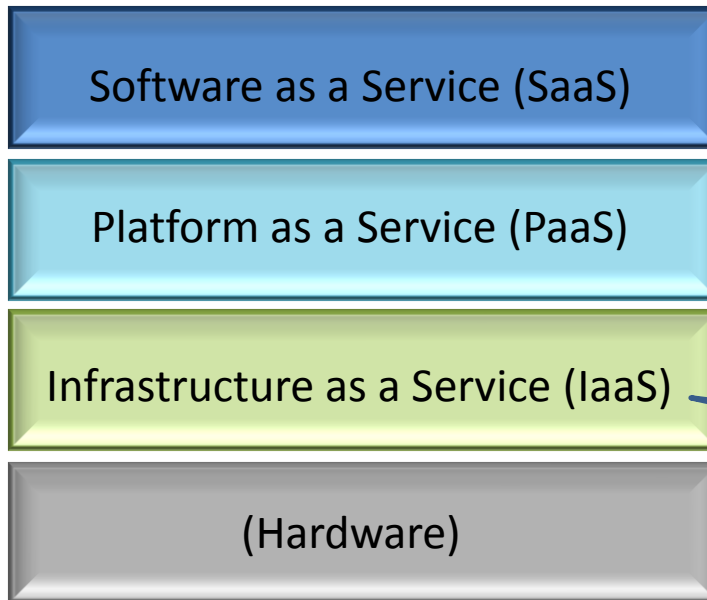 Software as a Service (SaaS)
Platform as a Service (PaaS)
Infrastructure as a Service (IaaS)
(Hardware)